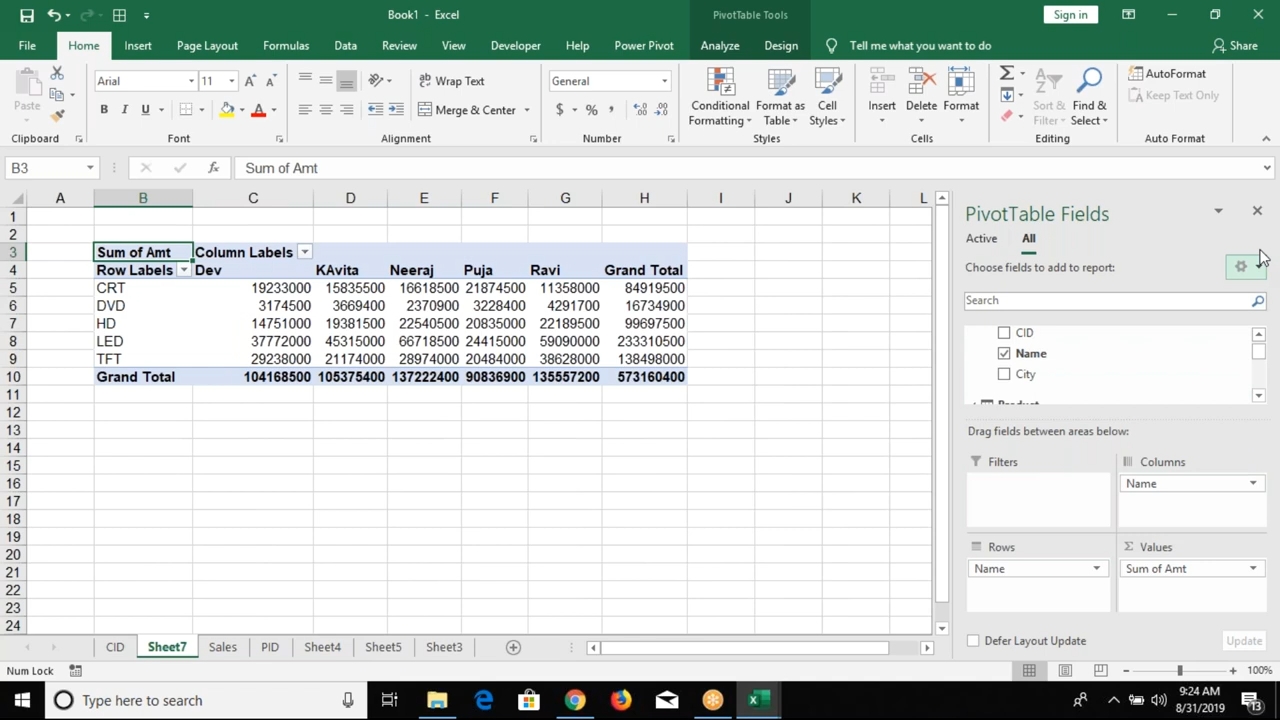 Book1 - Excel
PivotTable Tools
Sign in
File
Home
Insert
Page Layout
Formulas
Data
Review
View
Developer
Help
Power Pivot
Analyze
Design
Tell me what you want to do
Share
Paste
Arial
11
Wrap Text
General
Merge & Center
Conditional Formatting
Format as Table
Cell Styles
Insert
Delete
Format
Sort & Filter
Find & Select
AutoFormat
Keep Text Only
Clipboard
Font
Alignment
Number
Styles
Cells
Editing
Auto Format
B3
Sum of Amt
A B C D E F G H I J K L
1
2
3 Sum of Amt Column Labels
4 Row Labels Dev KAvita Neeraj Puja Ravi Grand Total
5 CRT 19233000 15835500 16618500 21874500 11358000 84919500
6 DVD 3174500 3669400 2370900 3228400 4291700 16734900
7 HD 14751000 19381500 22540500 20835000 22189500 99697500
8 LED 37772000 45315000 66718500 24415000 59090000 233310500
9 TFT 29238000 21174000 28974000 20484000 38628000 138498000
10 Grand Total 104168500 105375400 137222400 90836900 135557200 573160400
11
12
13
14
15
16
17
18
19
20
21
22
23
24
PivotTable Fields
Active All
Choose fields to add to report:
Search
CID
Name
City
Product
Drag fields between areas below:
Filters
Columns
Name
Rows
Name
Values
Sum of Amt
Defer Layout Update
Update
CID Sheet7 Sales PID Sheet4 Sheet5 Sheet3
Num Lock
100%
Type here to search
9:24 AM
8/31/2019
13